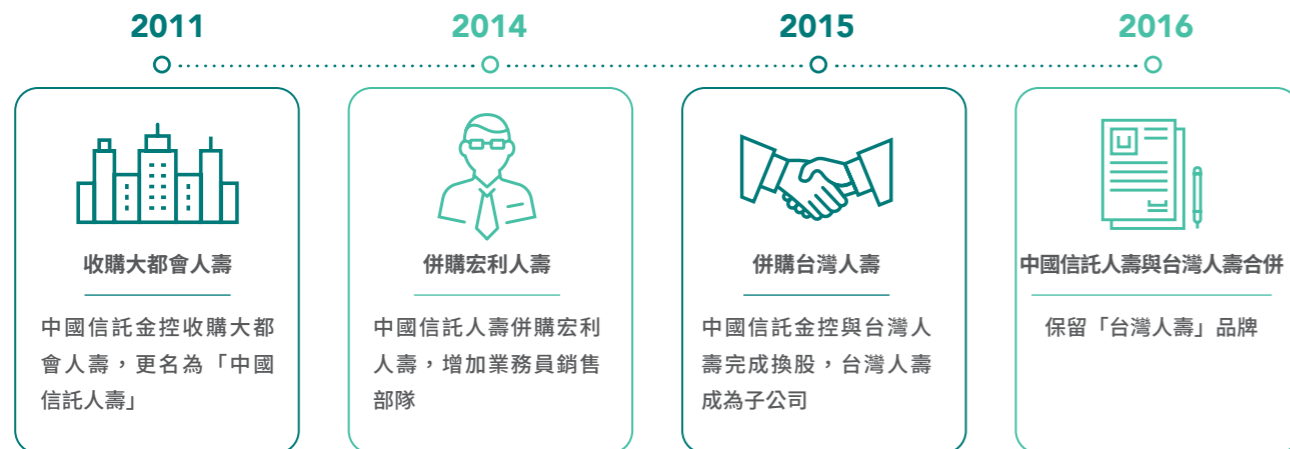 2011
2014
2015
2016
收購大都會人壽
中國信託金控收購大都
會人壽，更名為「中國
信託人壽」
併購宏利人壽
中國信託人壽併購宏利
人壽，增加業務員銷售
部隊
併購台灣人壽
中國信託金控與台灣人
壽完成換股，台灣人壽
成為子公司
中國信託人壽與台灣人壽合併
保留「台灣人壽」品牌